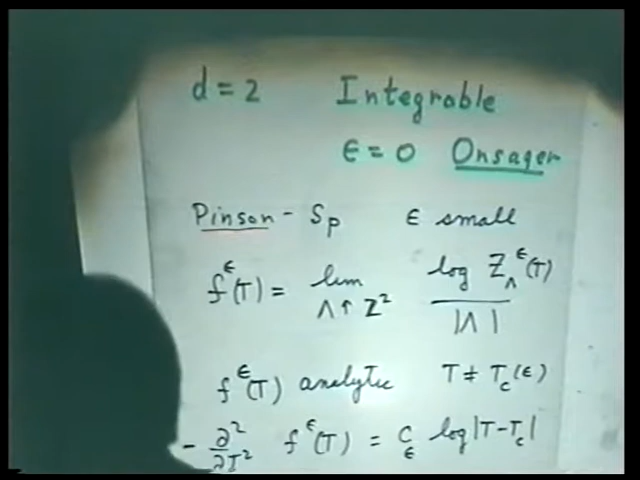 d = 2 Integrable
ϵ = 0 Onsager
Pinson - Sp ϵ small
f^ϵ(T) = lim_{Λ↑Z²} log Z_Λ^ϵ(T) / |Λ|
f^ϵ(T) analytic T ≠ T_c(ϵ)
- ∂²/∂T² f^ϵ(T) = C_ϵ log|T-T_c|